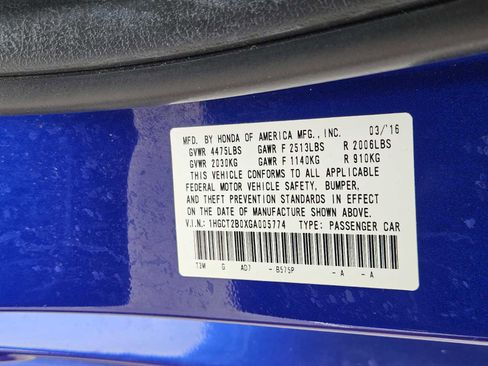 MFD. BY HONDA OF AMERICA MFG., INC. 03/'16
GVWR 4475LBS GAWR F 2513LBS R 2006LBS
GVWR 2030KG GAWR F 1140KG R 910KG
THIS VEHICLE CONFORMS TO ALL APPLICABLE
FEDERAL MOTOR VEHICLE SAFETY, BUMPER,
AND THEFT PREVENTION STANDARDS IN EFFECT
ON THE DATE OF MANUFACTURE SHOWN ABOVE.
V.I.N.: 1HGCT2B0XGA005774 TYPE: PASSENGER CAR
T3W G AD7 - B575P - A - A